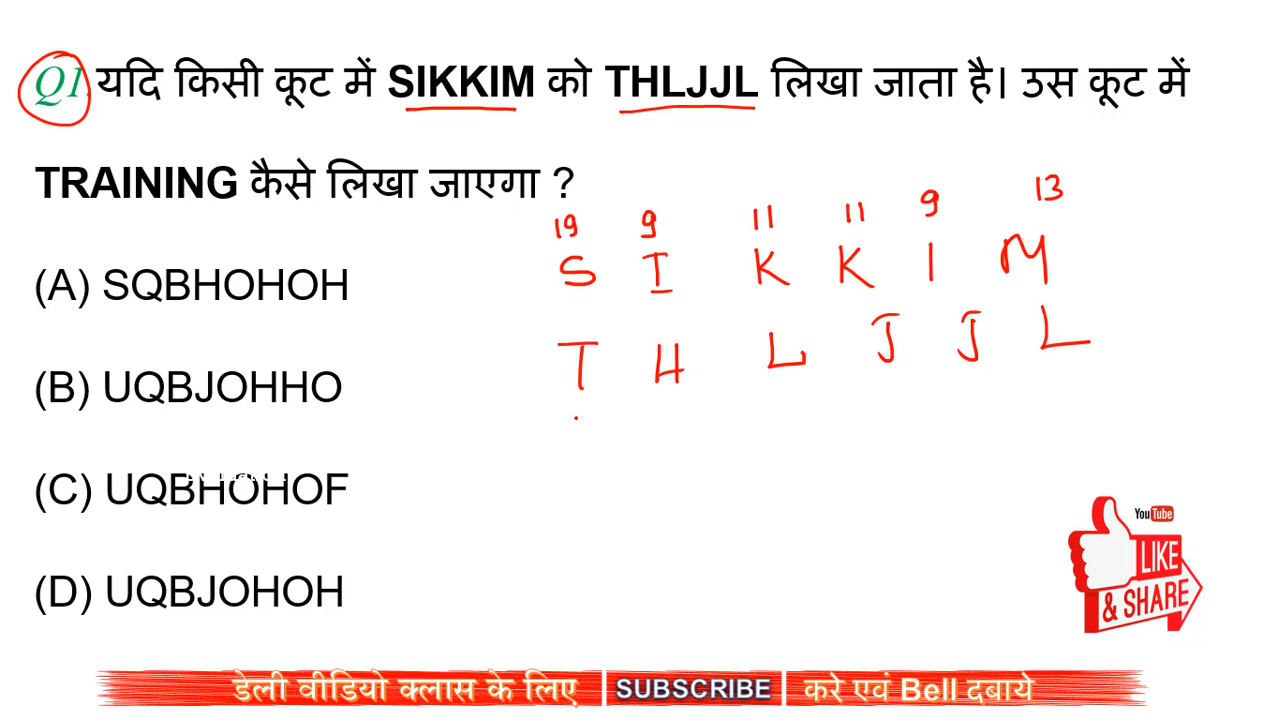 Q1 यदि किसी कूट में SIKKIM को THLJJL लिखा जाता है। उस कूट में
TRAINING कैसे लिखा जाएगा ?
19 9 11 11 9 13
S I K K I M
T H L J J L
(A) SQBHOHOH
(B) UQBJOHHO
(C) UQBHOHOF
(D) UQBJOHOH
YouTube
LIKE
& SHARE
डेली वीडियो क्लास के लिए SUBSCRIBE करे एवं Bell दबाये